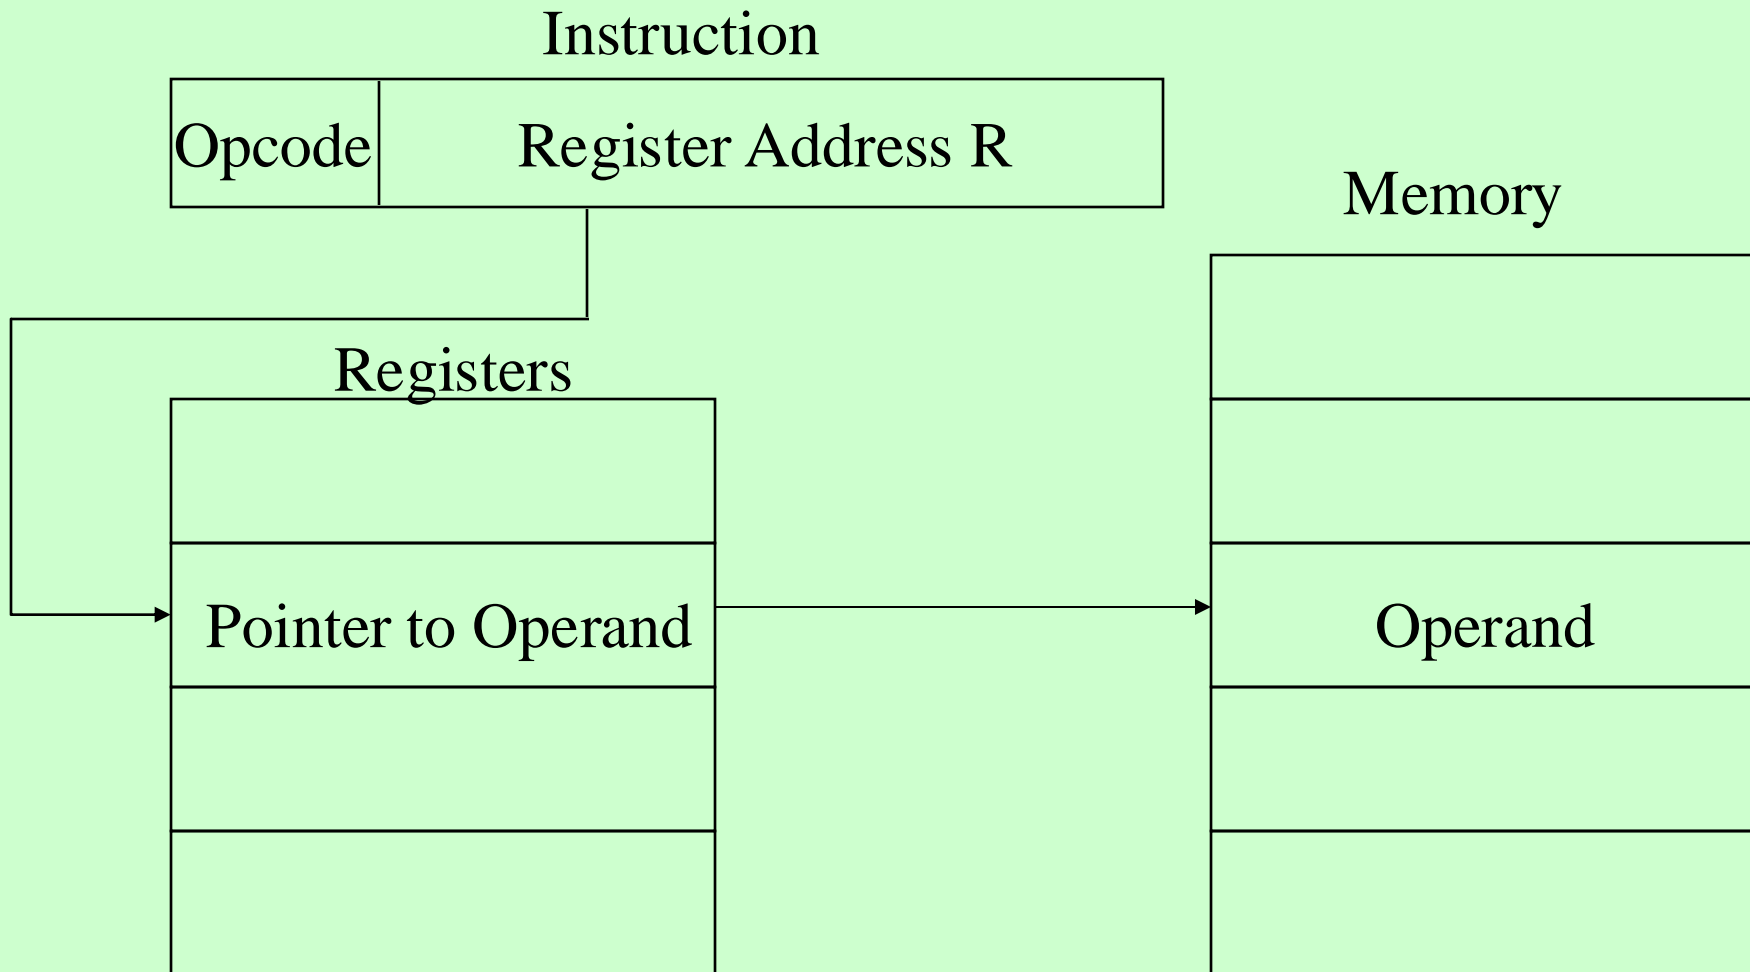 Instruction
Opcode
Register Address R
Memory
Registers
Pointer to Operand
Operand